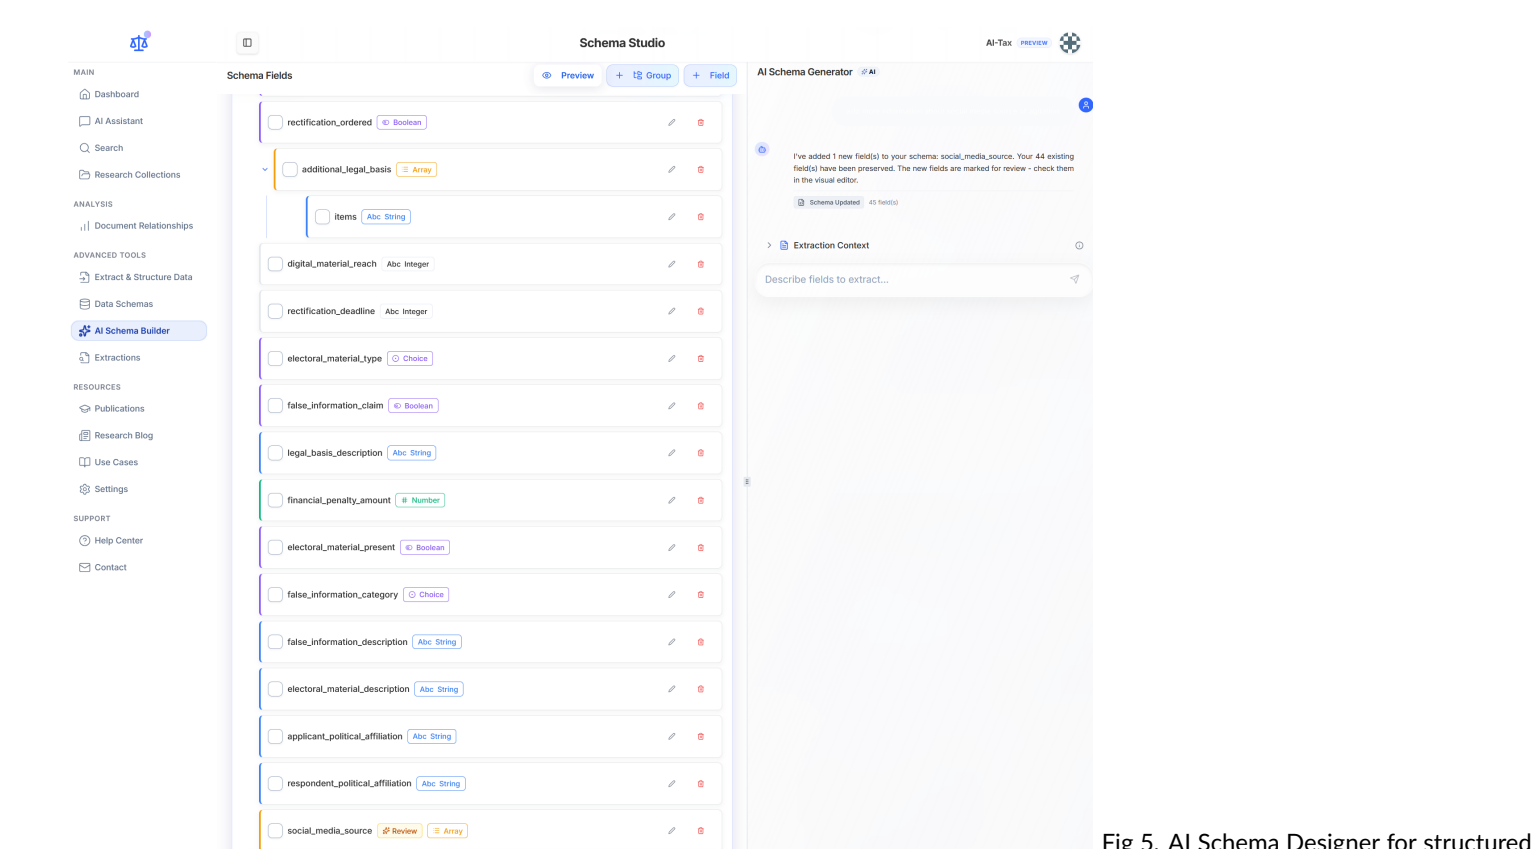 Schema Studio
AI-Tax PREVIEW
MAIN
Dashboard
AI Assistant
Search
Research Collections
ANALYSIS
Document Relationships
ADVANCED TOOLS
Extract & Structure Data
Data Schemas
AI Schema Builder
Extractions
RESOURCES
Publications
Research Blog
Use Cases
Settings
SUPPORT
Help Center
Contact
Schema Fields
Preview
+ Group
+ Field
rectification_ordered Boolean
additional_legal_basis Array
items Abc String
digital_material_reach Abc Integer
rectification_deadline Abc Integer
electoral_material_type Choice
false_information_claim Boolean
legal_basis_description Abc String
financial_penalty_amount # Number
electoral_material_present Boolean
false_information_category Choice
false_information_description Abc String
electoral_material_description Abc String
applicant_political_affiliation Abc String
respondent_political_affiliation Abc String
social_media_source Review Array
AI Schema Generator AI
I've added 1 new field(s) to your schema: social_media_source. Your 44 existing
field(s) have been preserved. The new fields are marked for review - check them
in the visual editor.
Schema Updated 45 field(s)
Extraction Context
Describe fields to extract...
Fig 5. AI Schema Designer for structured